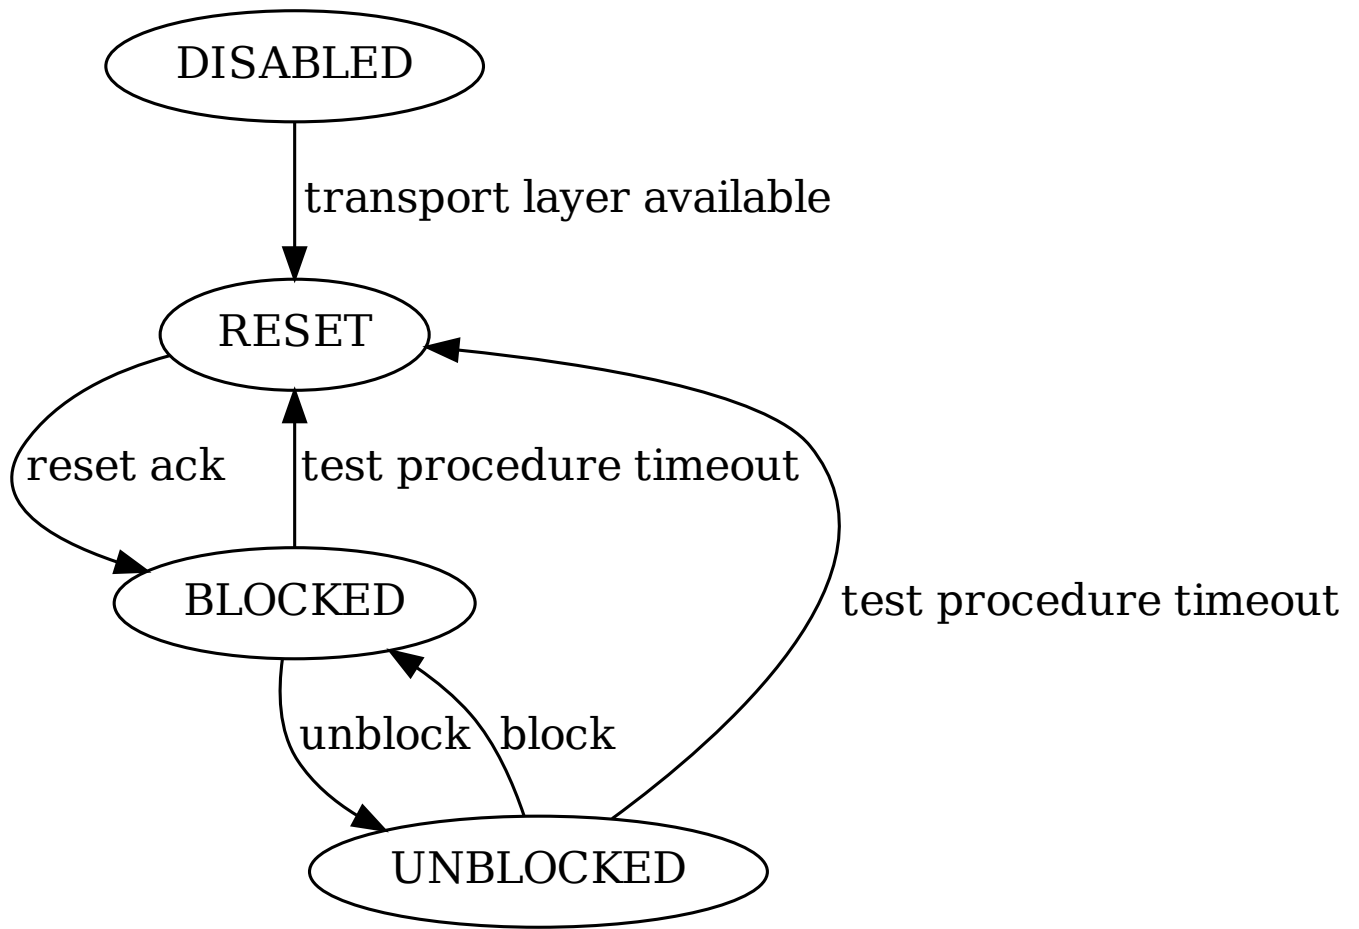 DISABLED
transport layer available
RESET
reset ack
test procedure timeout
BLOCKED
test procedure timeout
unblock
block
UNBLOCKED